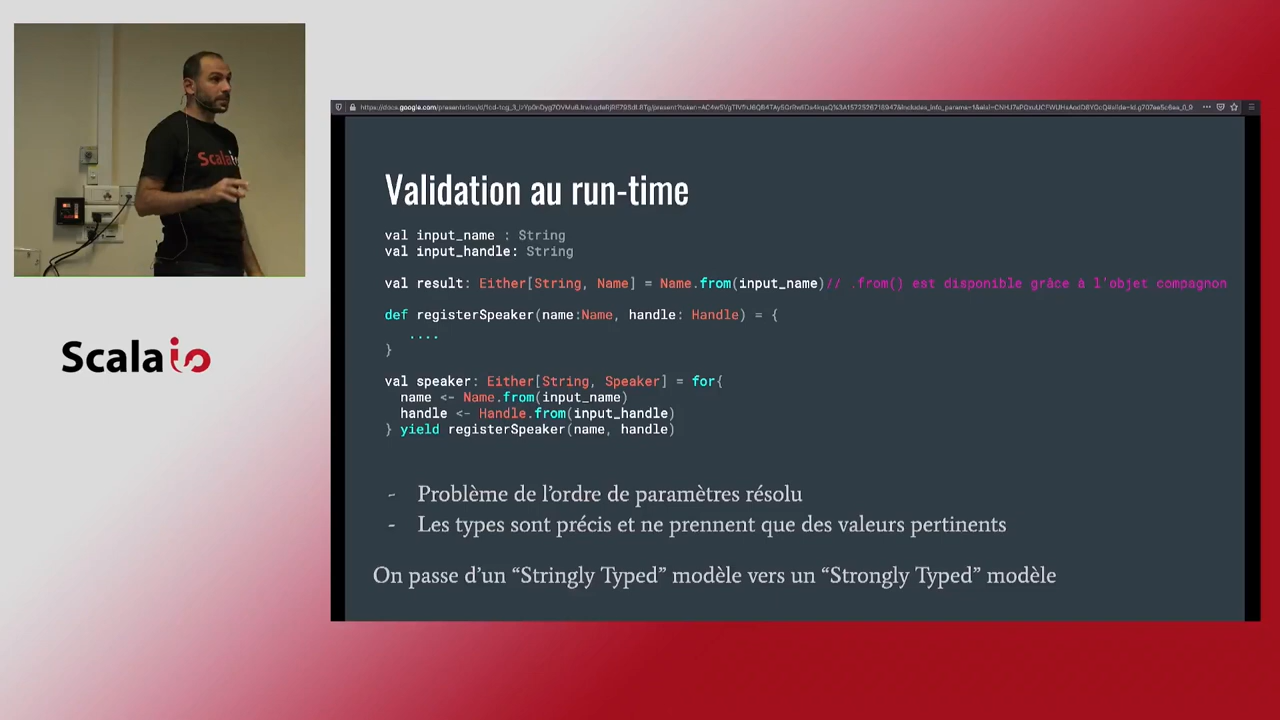 Scalaio
Validation au run-time
val input_name : String
val input_handle: String
val result: Either[String, Name] = Name.from(input_name)// .from() est disponible grâce à l'objet compagnon
def registerSpeaker(name:Name, handle: Handle) = {
....
}
val speaker: Either[String, Speaker] = for{
name <- Name.from(input_name)
handle <- Handle.from(input_handle)
} yield registerSpeaker(name, handle)
- Problème de l'ordre de paramètres résolu
- Les types sont précis et ne prennent que des valeurs pertinents
On passe d'un “Stringly Typed” modèle vers un “Strongly Typed” modèle
Scalaio